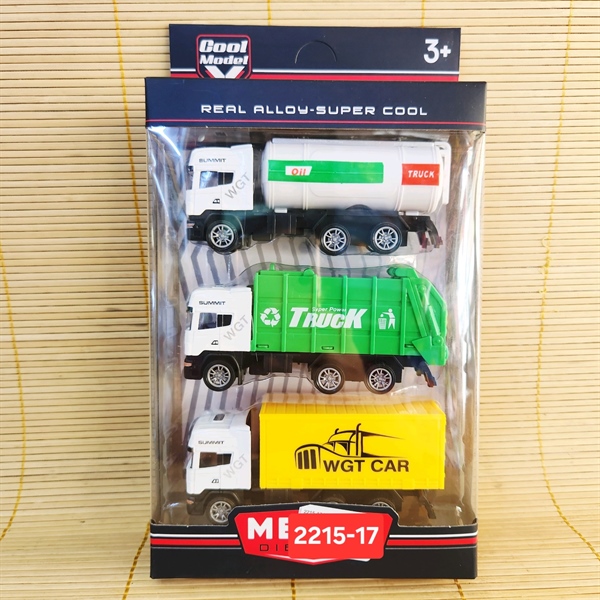 Cool
Model
3+
REAL ALLOY-SUPER COOL
SUMMIT
WGT
Oil
TRUCK
SUMMIT
WGT
Super Power
TRUCK
SUMMIT
WGT
WGT CAR
ME
2215-17
DIE